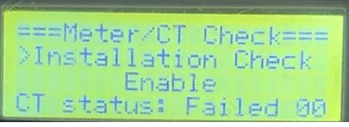 ===Meter/CT Check===
>Installation Check
Enable
CT status: Failed 00